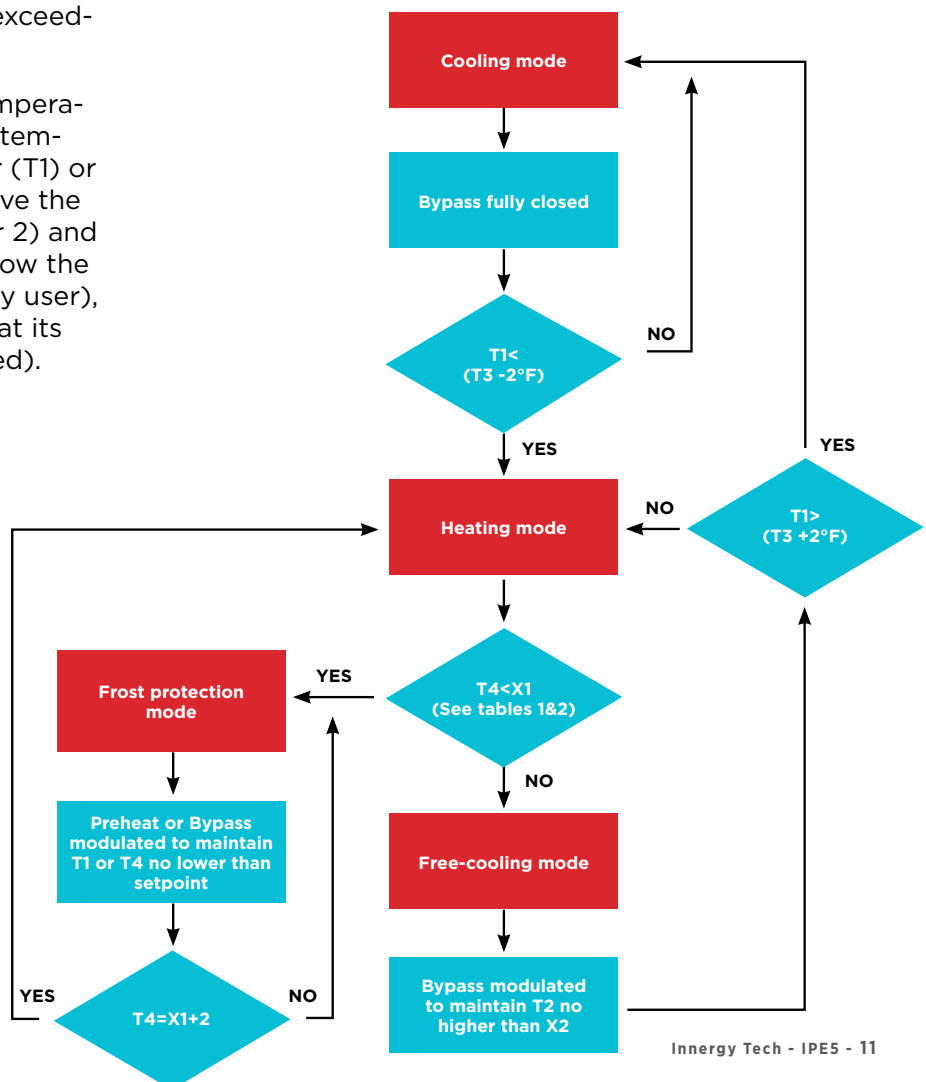 exceed-
mpera-
tem-
r (T1) or
ve the
r 2) and
ow the
y user),
at its
ed).
Cooling mode
Bypass fully closed
T1<
(T3 -2°F)
NO
YES
Heating mode
NO
T1>
(T3 +2°F)
YES
T4<X1
(See tables 1&2)
YES
NO
Frost protection
mode
Preheat or Bypass
modulated to maintain
T1 or T4 no lower than
setpoint
T4=X1+2
YES
NO
Free-cooling mode
Bypass modulated
to maintain T2 no
higher than X2
Innergy Tech - IPE5 - 11